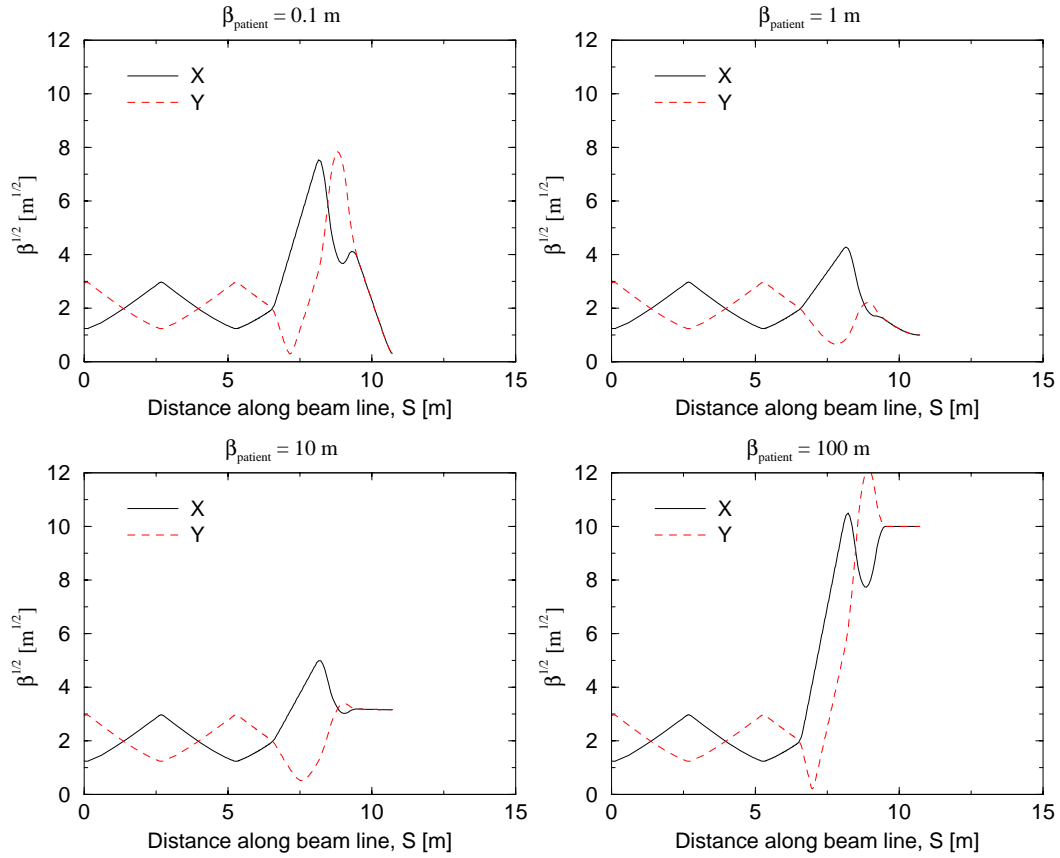 β_patient = 0.1 m
12
10
8
6
4
2
0
β^1/2 [m^1/2]
X
Y
0
5
10
15
Distance along beam line, S [m]
β_patient = 1 m
12
10
8
6
4
2
0
β^1/2 [m^1/2]
X
Y
0
5
10
15
Distance along beam line, S [m]
β_patient = 10 m
12
10
8
6
4
2
0
β^1/2 [m^1/2]
X
Y
0
5
10
15
Distance along beam line, S [m]
β_patient = 100 m
12
10
8
6
4
2
0
β^1/2 [m^1/2]
X
Y
0
5
10
15
Distance along beam line, S [m]